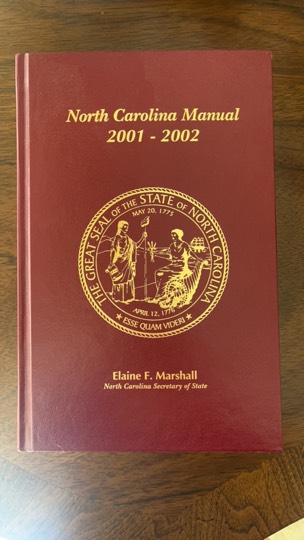 North Carolina Manual
2001 - 2002
THE GREAT SEAL OF THE STATE OF NORTH CAROLINA
MAY 20, 1775
APRIL 12, 1776
★ ESSE QUAM VIDERI ★
Elaine F. Marshall
North Carolina Secretary of State